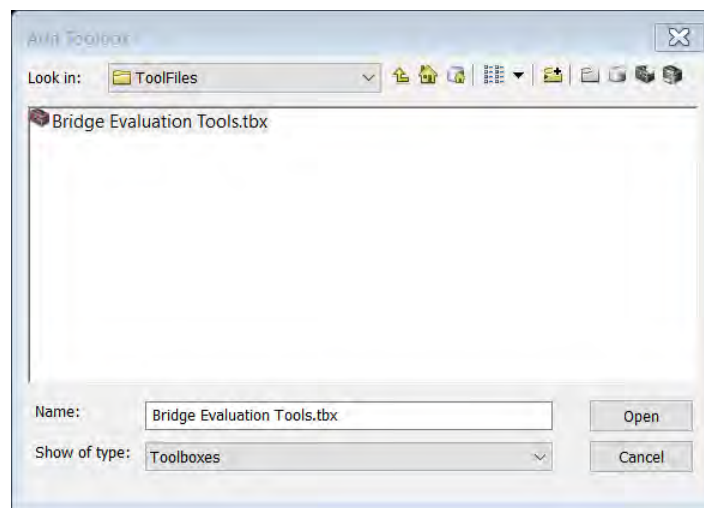 Add Toolbox
Look in: ToolFiles
Bridge Evaluation Tools.tbx
Name: Bridge Evaluation Tools.tbx Open
Show of type: Toolboxes Cancel